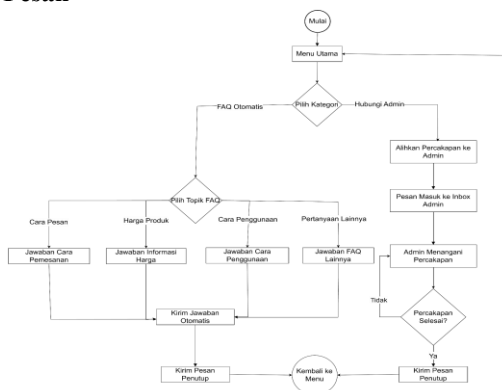 Pesan
Mulai
Menu Utama
Pilih Kategori
FAQ Otomatis
Hubungi Admin
Alihkan Percakapan ke
Admin
Pesan Masuk ke Inbox
Admin
Pilih Topik FAQ
Cara Pesan
Harga Produk
Cara Penggunaan
Pertanyaan Lainnya
Jawaban Cara
Pemesanan
Jawaban Informasi
Harga
Jawaban Cara
Penggunaan
Jawaban FAQ
Lainnya
Admin Menangani
Percakapan
Tidak
Percakapan
Selesai?
Ya
Kirim Jawaban
Otomatis
Kirim Pesan
Penutup
Kembali ke
Menu
Kirim Pesan
Penutup